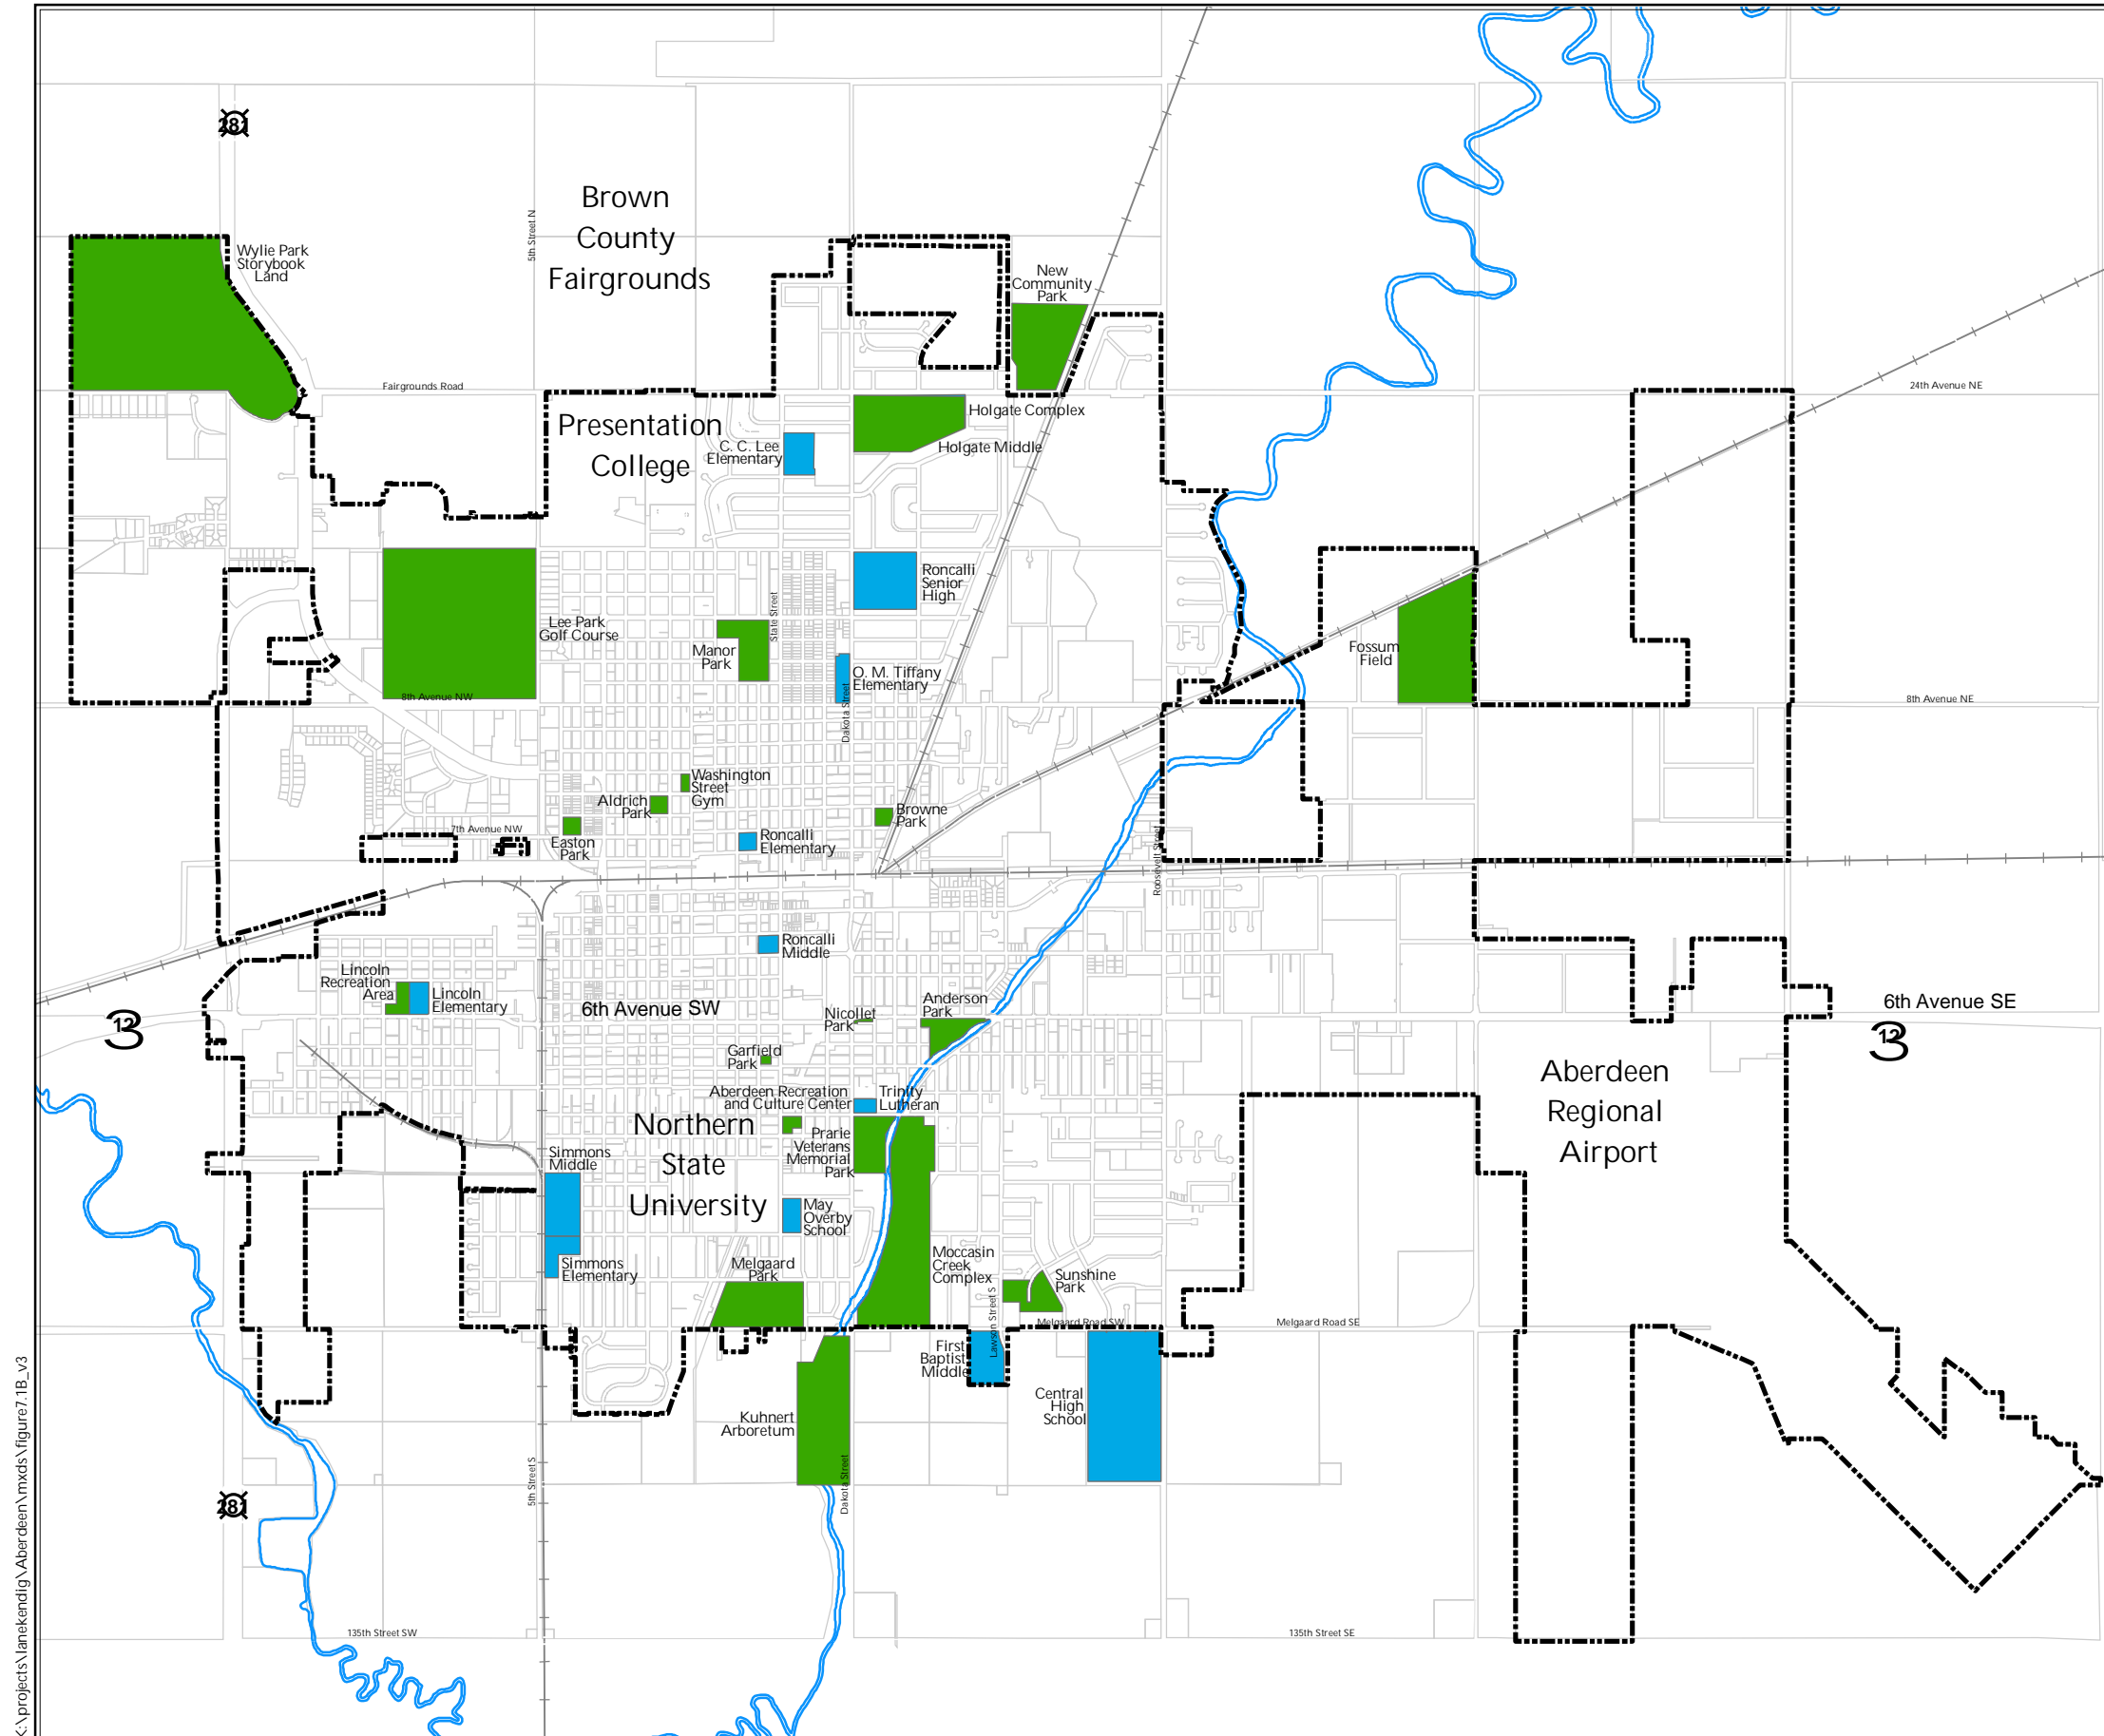 281
Brown
County
Fairgrounds
5th Street N
Wylie Park
Storybook
Land
New
Community
Park
Fairgrounds Road
24th Avenue NE
Presentation
College
Holgate Complex
C. C. Lee
Elementary
Holgate Middle
Roncalli
Senior
High
State Street
Lee Park
Golf Course
Manor
Park
Fossum
Field
O. M. Tiffany
Elementary
8th Avenue NW
Dakota Street
8th Avenue NE
Washington
Street
Gym
Aldrich
Park
Browne
Park
7th Avenue NW
Easton
Park
Roncalli
Elementary
Roosevelt Street
Roncalli
Middle
Lincoln
Recreation
Area
Lincoln
Elementary
6th Avenue SW
Anderson
Park
Nicollet
Park
6th Avenue SE
12
3
12
3
Garfield
Park
Aberdeen
Regional
Airport
Aberdeen Recreation
and Culture Center
Trinity
Lutheran
Northern
State
University
Prarie
Veterans
Memorial
Park
Simmons
Middle
May
Overby
School
Simmons
Elementary
Melgaard
Park
Moccasin
Creek
Complex
Sunshine
Park
Lawson Street S
Melgaard Road SW
Melgaard Road SE
First
Baptist
Middle
Central
High
School
Kuhnert
Arboretum
Dakota Street
5th Street S
281
135th Street SW
135th Street SE
K:\projects\lanekendig\Aberdeen\mxds\figure7.1B_v3